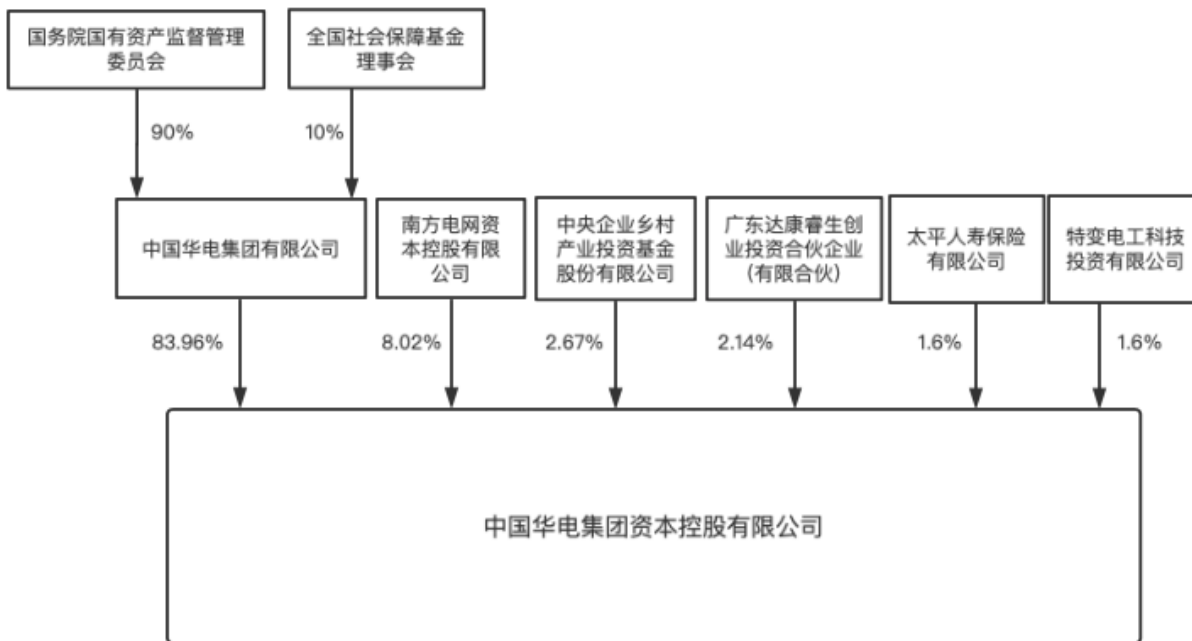 国务院国有资产监督管理
委员会
全国社会保障基金
理事会
90%
10%
中国华电集团有限公司
南方电网资
本控股有限
公司
中央企业乡村
产业投资基金
股份有限公司
广东达康睿生创
业投资合伙企业
（有限合伙）
太平人寿保险
有限公司
特变电工科技
投资有限公司
83.96%
8.02%
2.67%
2.14%
1.6%
1.6%
中国华电集团资本控股有限公司